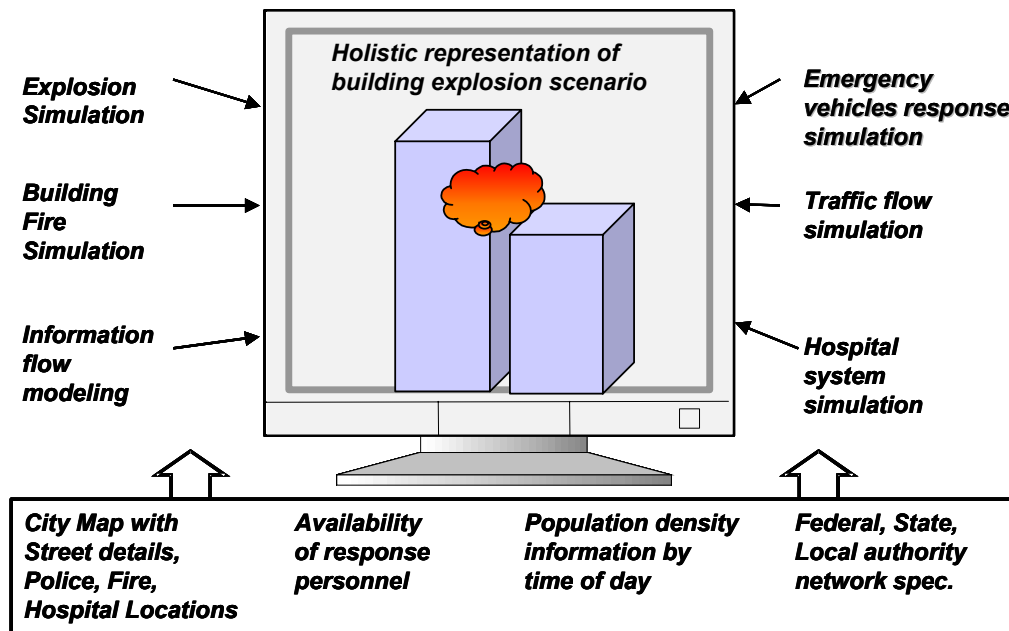 Holistic representation of
building explosion scenario
Explosion
Simulation
Building
Fire
Simulation
Information
flow
modeling
Emergency
vehicles response
simulation
Traffic flow
simulation
Hospital
system
simulation
City Map with
Street details,
Police, Fire,
Hospital Locations
Availability
of response
personnel
Population density
information by
time of day
Federal, State,
Local authority
network spec.